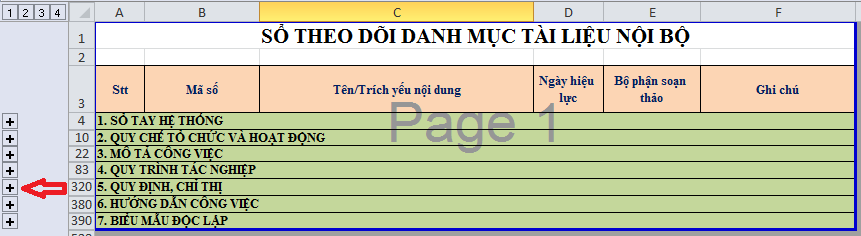 1 2 3 4 A B C D E F
1 SỔ THEO DÕI DANH MỤC TÀI LIỆU NỘI BỘ
2
3 Stt Mã số Tên/Trích yếu nội dung Ngày hiệu lực Bộ phận soạn thảo Ghi chú
Page 1
4 1. SỔ TAY HỆ THỐNG
10 2. QUY CHẾ TỔ CHỨC VÀ HOẠT ĐỘNG
22 3. MÔ TẢ CÔNG VIỆC
83 4. QUY TRÌNH TÁC NGHIỆP
320 5. QUY ĐỊNH, CHỈ THỊ
380 6. HƯỚNG DẪN CÔNG VIỆC
390 7. BIỂU MẪU ĐỘC LẬP